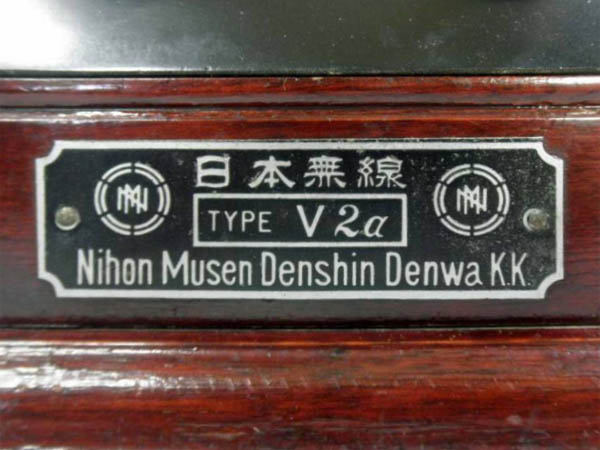 日本無線
TYPE V2a
Nihon Musen Denshin Denwa K.K.